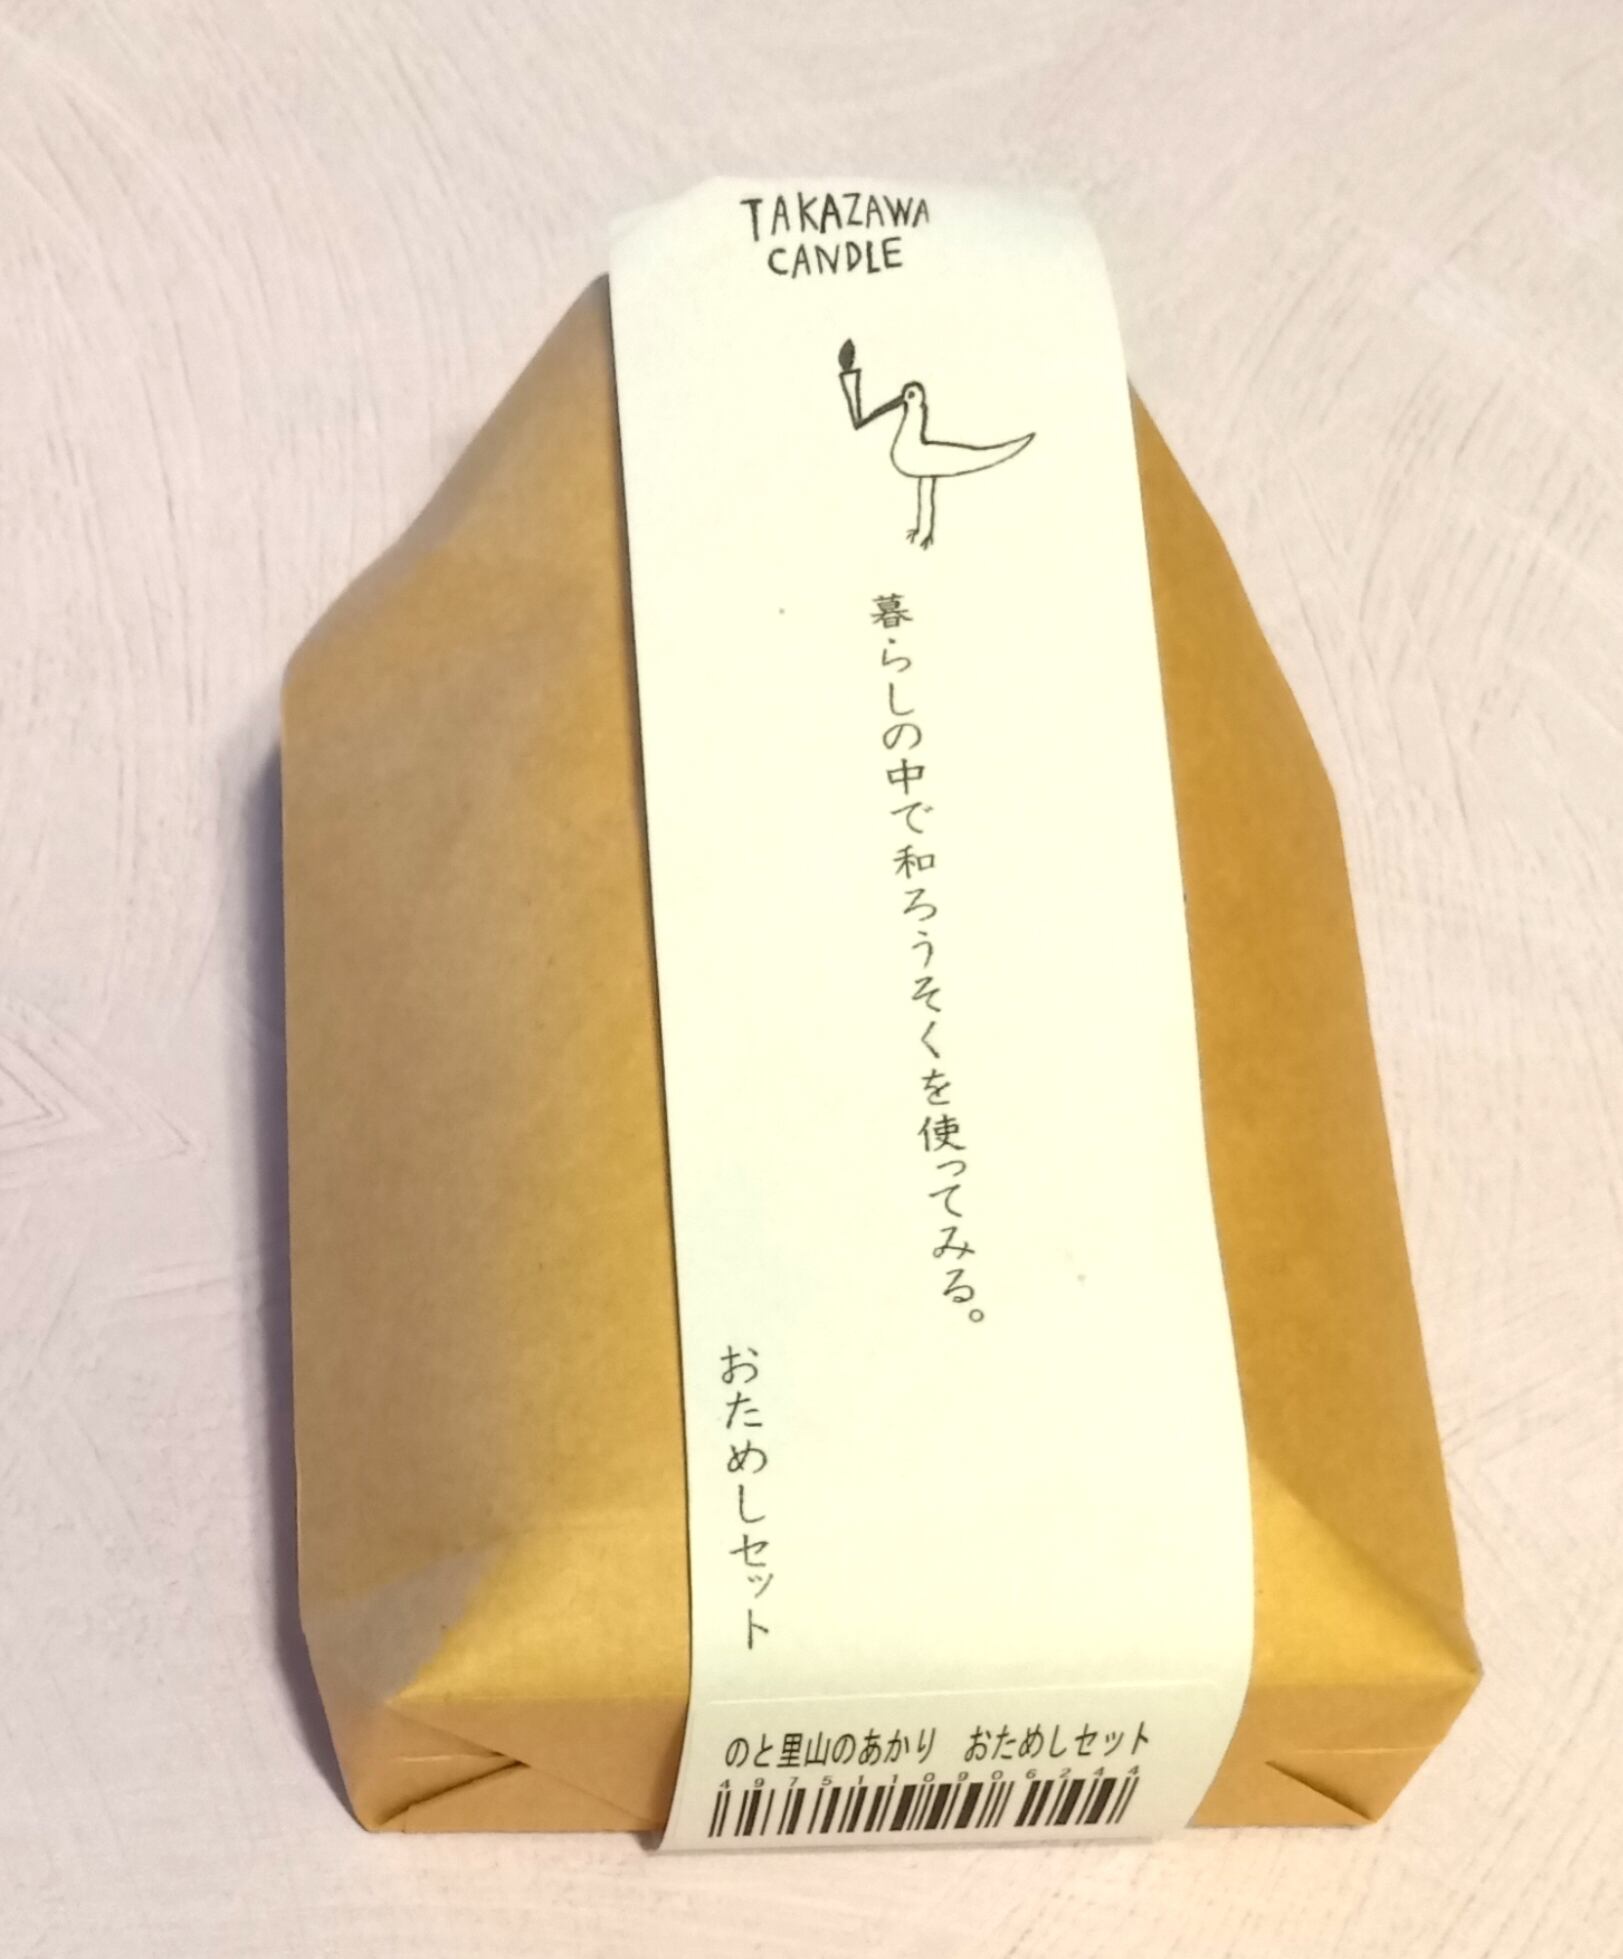 TAKAZAWA
CANDLE
暮らしの中で和ろうそくを使ってみる。
おためしセット
のと里山のあかり　おためしセット
4975110906244